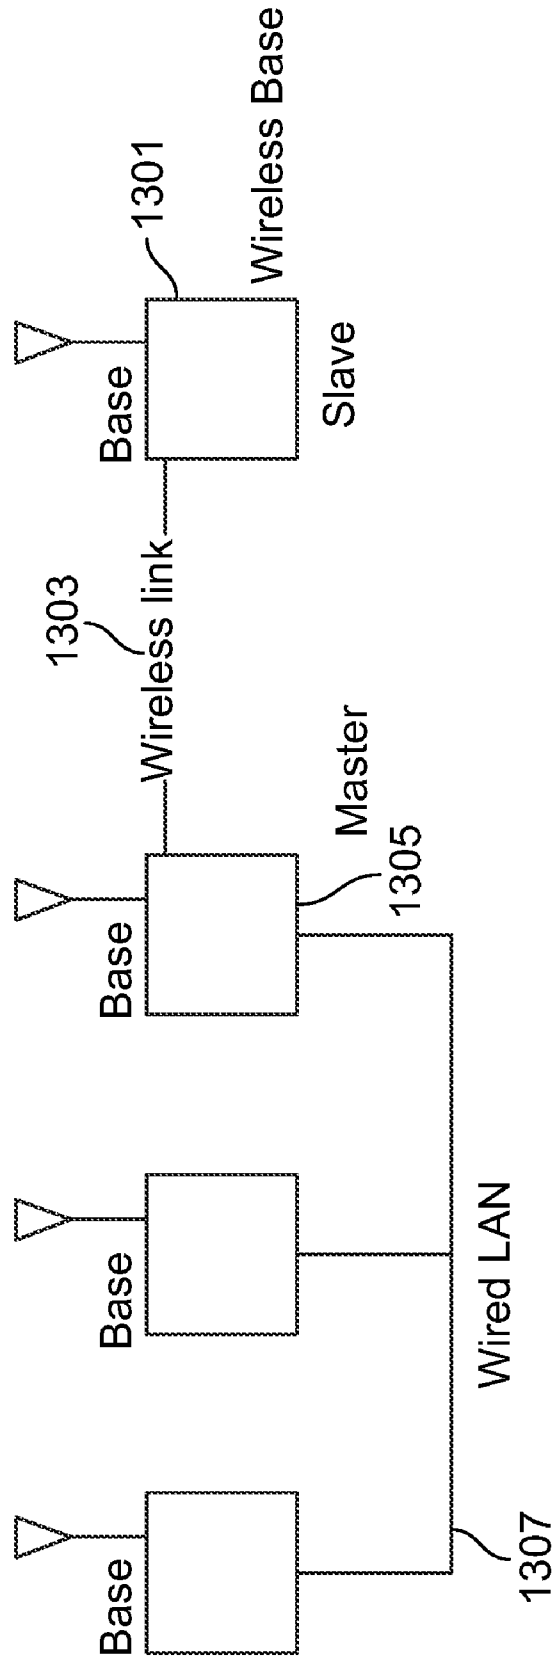 Base
Base
Base
Base
1303
Wireless link
1301
Master
1305
Slave
Wireless Base
Wired LAN
1307